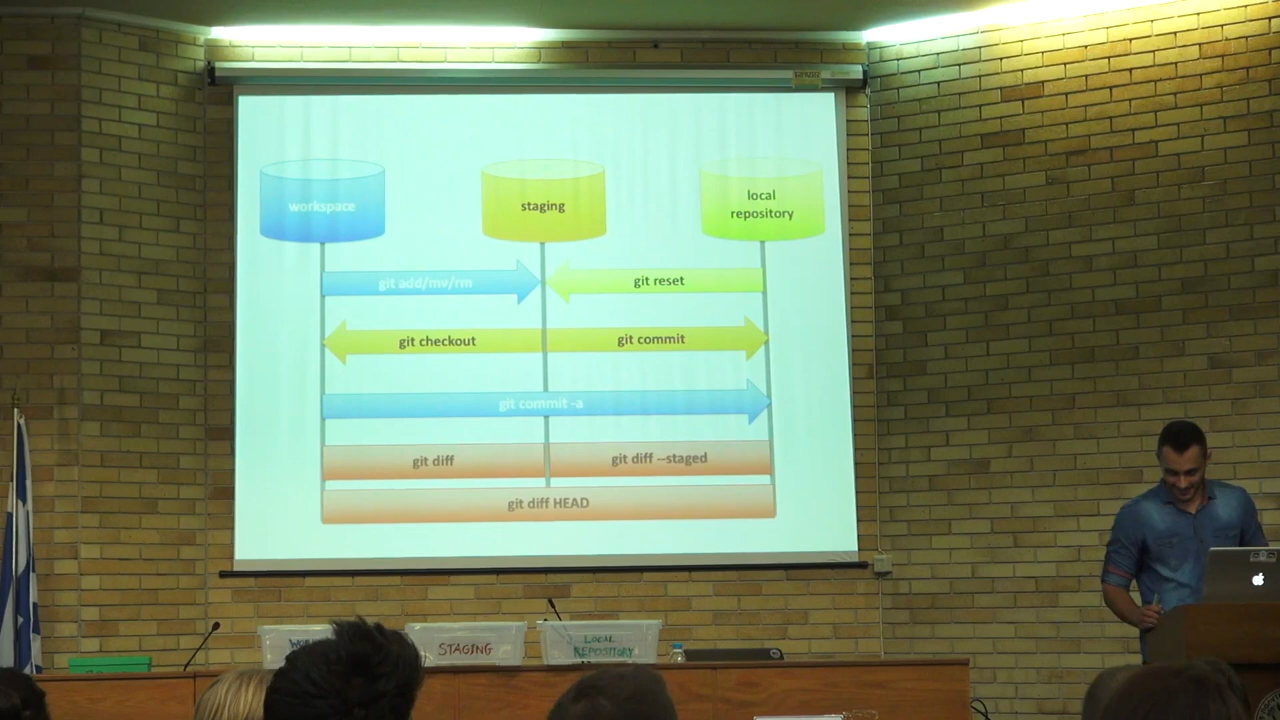 workspace
staging
local
repository
git add/mv/rm
git reset
git checkout
git commit
git commit -a
git diff
git diff --staged
git diff HEAD
STAGING
LOCAL
REPOSITORY